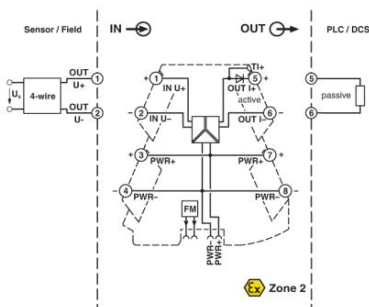 Sensor / Field
IN
OUT
PLC / DCS
TI+
OUT
U+
1
1
+
+
IN U+
5
+
OUT I+
active
5
+
4-wire
Us
passive
OUT
U-
2
2
-
-
IN U-
6
-
OUT I-
6
-
3
+
PWR+
7
+
PWR+
4
-
PWR-
8
-
PWR-
FM
PWR-
PWR+
Ex
Zone 2